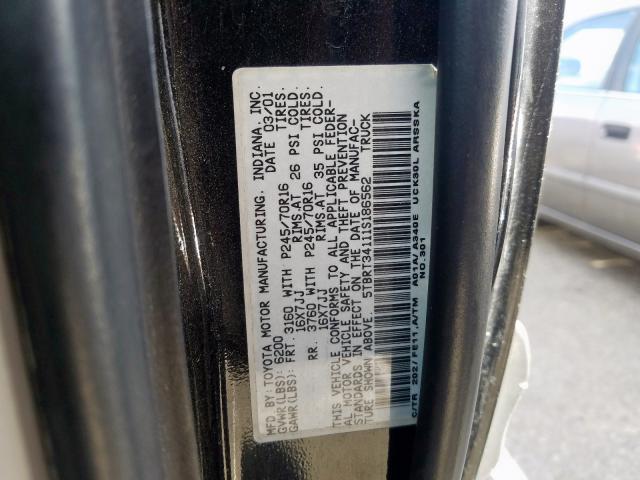 MFD BY: TOYOTA MOTOR MANUFACTURING, INDIANA, INC.
GVWR(LBS): 6200 DATE 03/01
GAWR(LBS): FRT. 3160 WITH P245/70R16 TIRES.
16X7JJ RIMS.AT 26 PSI COLD.
RR. 3760 WITH P245/70R16 TIRES.
16X7JJ RIMS.AT 35 PSI COLD.
THIS VEHICLE CONFORMS TO ALL APPLICABLE FEDER-
AL MOTOR VEHICLE SAFETY AND THEFT PREVENTION
STANDARDS IN EFFECT ON THE DATE OF MANUFAC-
TURE SHOWN ABOVE. 5TBRT34111S186562 TRUCK
C/TR 202/FE11.A/TM A01A/A340E UCK30L ARSSKA
NO.301